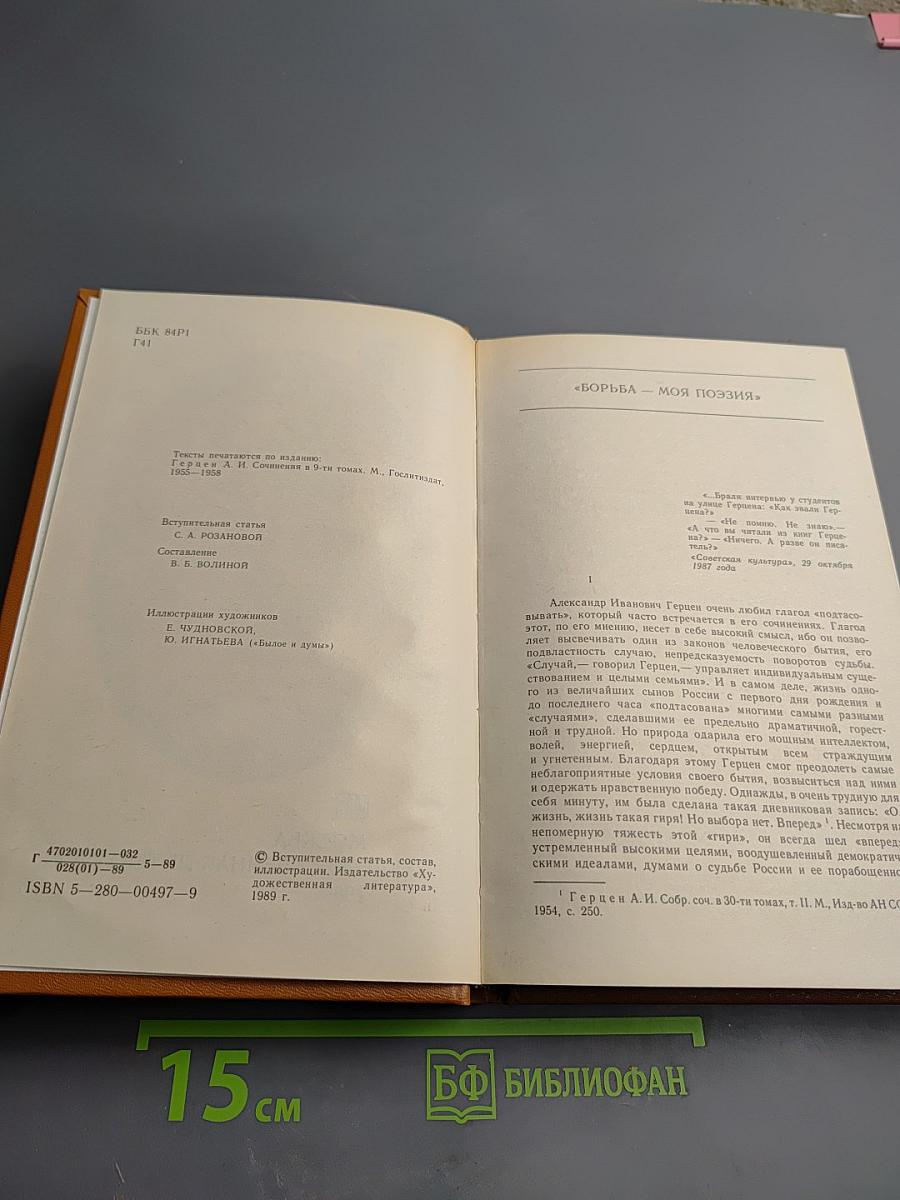 ББК 84Р1
Г41
Тексты печатаются по изданию:
Герцен А. И. Сочинения в 9-ти томах. М., Гослитиздат,
1955—1958
Вступительная статья
С. А. РОЗАНОВОЙ
Составление
В. Б. ВОЛИНОЙ
Иллюстрации художников
Е. ЧУДНОВСКОЙ,
Ю. ИГНАТЬЕВА («Былое и думы»)
Г 4702010101—032
028(01)—89 5—89
ISBN 5—280—00497—9
© Вступительная статья, состав,
иллюстрации. Издательство «Ху-
дожественная литература»,
1989 г.
«БОРЬБА — МОЯ ПОЭЗИЯ»
«...Брали интервью у студентов
на улице Герцена: «Как звали Гер-
цена?»
— «Не помню. Не знаю».—
«А что вы читали из книг Герце-
на?» — «Ничего. А разве он писа-
тель?»
«Советская культура», 29 октября
1987 года
1
Александр Иванович Герцен очень любил глагол «подтасо-
вывать», который часто встречается в его сочинениях. Глагол
этот, по его мнению, несет в себе высокий смысл, ибо он позво-
ляет высвечивать один из законов человеческого бытия, его
подвластность случаю, непредсказуемость поворотов судьбы.
«Случай,— говорил Герцен,— управляет индивидуальным суще-
ствованием и целыми семьями». И в самом деле, жизнь одно-
го из величайших сынов России с первого дня рождения и
до последнего часа «подтасована» многими самыми разными
«случаями», сделавшими ее предельно драматичной, горест-
ной и трудной. Но природа одарила его мощным интеллектом,
волей, энергией, сердцем, открытым всем страждущим
и угнетенным. Благодаря этому Герцен смог преодолеть самые
неблагоприятные условия своего бытия, возвыситься над ними
и одержать нравственную победу. Однажды, в очень трудную для
себя минуту, им была сделана такая дневниковая запись: «О,
жизнь, жизнь такая гиря! Но выбора нет. Вперед» ¹. Несмотря на
непомерную тяжесть этой «гири», он всегда шел «вперед»
устремленный высокими целями, воодушевленный демократич
скими идеалами, думами о судьбе России и ее порабощенно
¹ Герцен А. И. Собр. соч. в 30-ти томах, т. II. М., Изд-во АН СС
1954, с. 250.
15 см
БФ БИБЛИОФАН